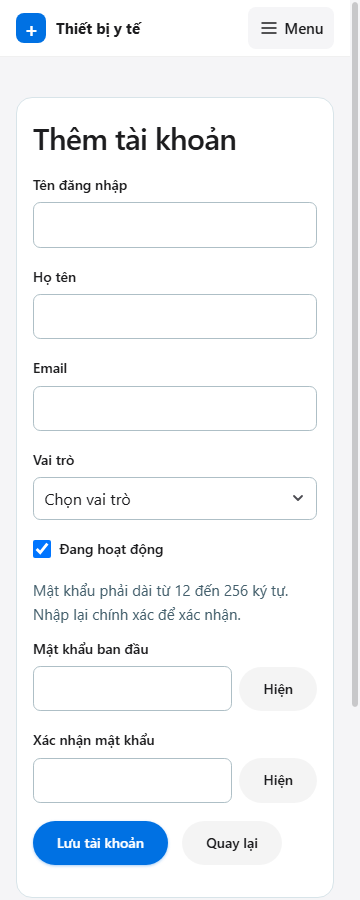 Thiết bị y tế
Menu
Thêm tài khoản
Tên đăng nhập
Họ tên
Email
Vai trò
Chọn vai trò
Đang hoạt động
Mật khẩu phải dài từ 12 đến 256 ký tự.
Nhập lại chính xác để xác nhận.
Mật khẩu ban đầu
Hiện
Xác nhận mật khẩu
Hiện
Lưu tài khoản
Quay lại